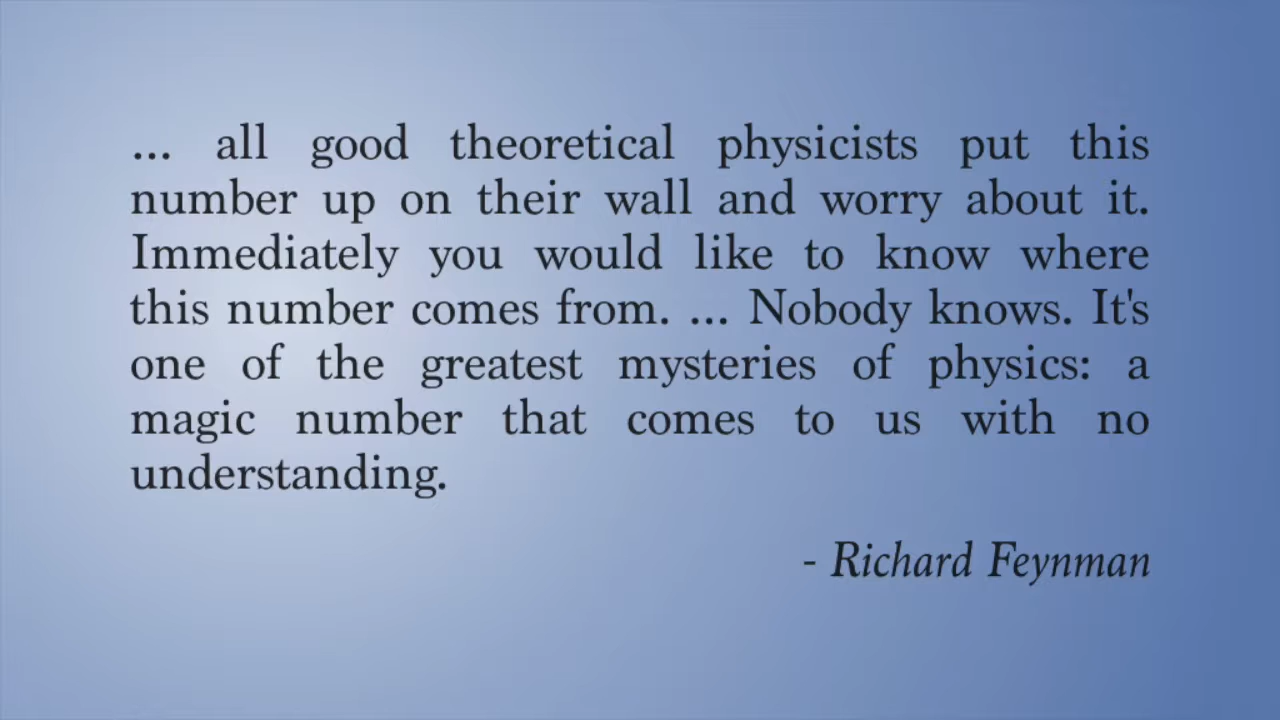 ... all good theoretical physicists put this
number up on their wall and worry about it.
Immediately you would like to know where
this number comes from. ... Nobody knows. It's
one of the greatest mysteries of physics: a
magic number that comes to us with no
understanding.
- Richard Feynman